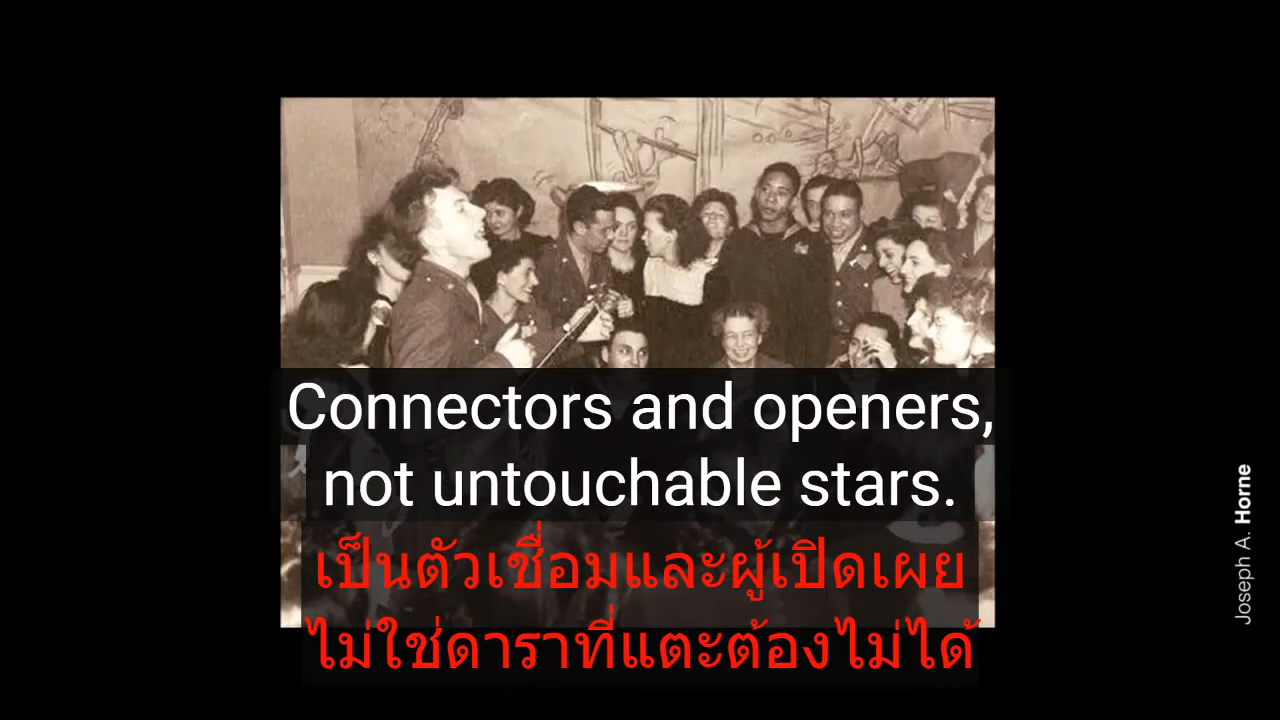 Connectors and openers,
not untouchable stars.
เป็นตัวเชื่อมและผู้เปิดเผย
ไม่ใช่ดาราที่แตะต้องไม่ได้
Joseph A. Horne